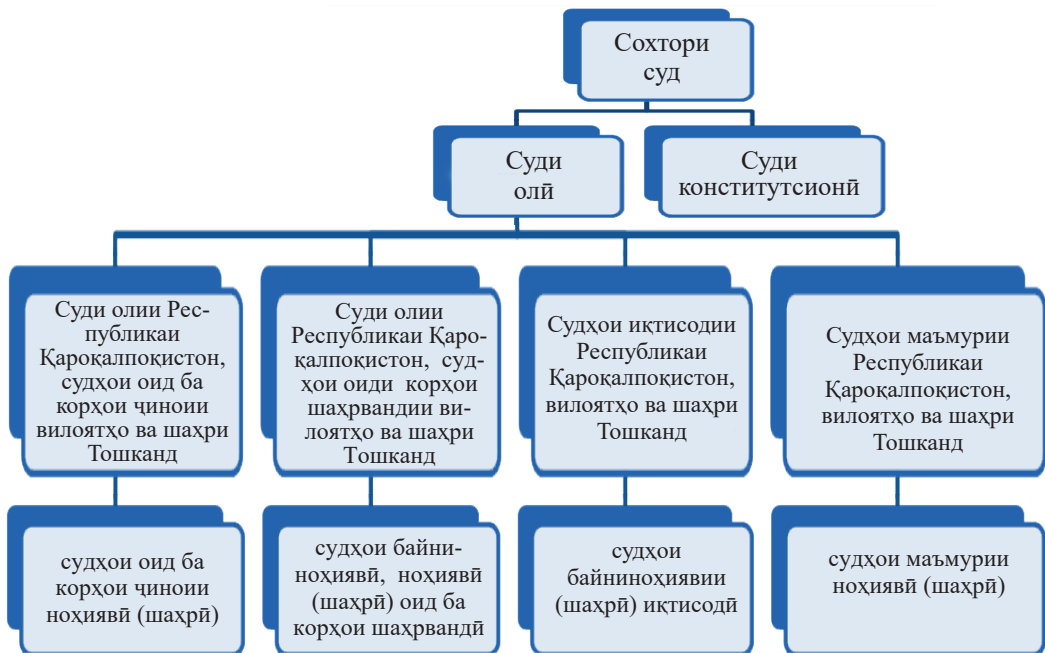 Сохтори
суд
Суди
олӣ
Суди
конститутсионӣ
Суди олии Рес-
публикаи
Қароқалпоқистон,
судҳои оид ба
корҳои ҷиноии
вилоятҳо ва шаҳри
Тошканд
Суди олии
Республикаи Қаро-
қалпоқистон, суд-
ҳои оиди корҳои
шаҳрвандии ви-
лоятҳо ва шаҳри
Тошканд
Судҳои иқтисодии
Республикаи
Қароқалпоқистон,
вилоятҳо ва шаҳри
Тошканд
Судҳои маъмурии
Республикаи
Қароқалпоқистон,
вилоятҳо ва шаҳри
Тошканд
судҳои оид ба
корҳои ҷиноии
ноҳиявӣ (шаҳрӣ)
судҳои байни-
ноҳиявӣ, ноҳиявӣ
(шаҳрӣ) оид ба
корҳои шаҳрвандӣ
судҳои
байниноҳиявии
(шаҳрӣ) иқтисодӣ
судҳои маъмурии
ноҳиявӣ (шаҳрӣ)